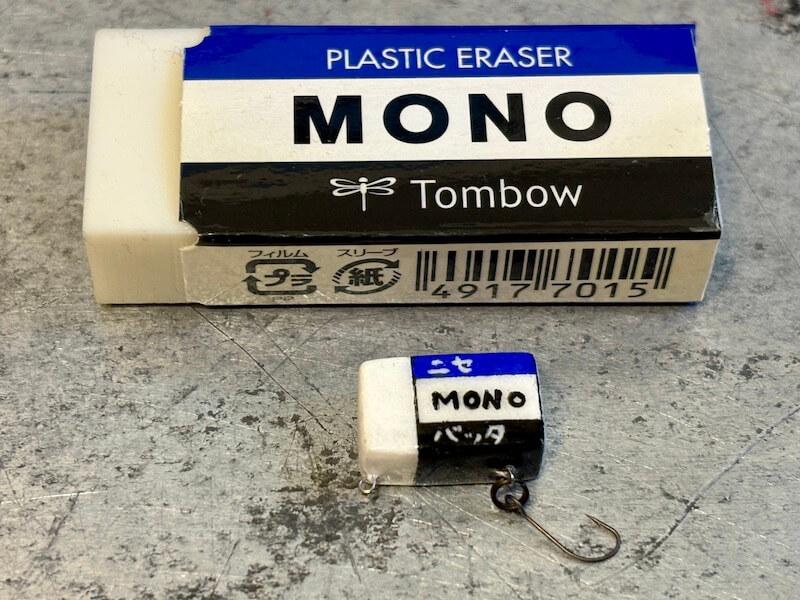 PLASTIC ERASER
MONO
Tombow
フィルム スリーブ
プラ 紙 4917 7015
PP
ニセ
MONO
バッタ